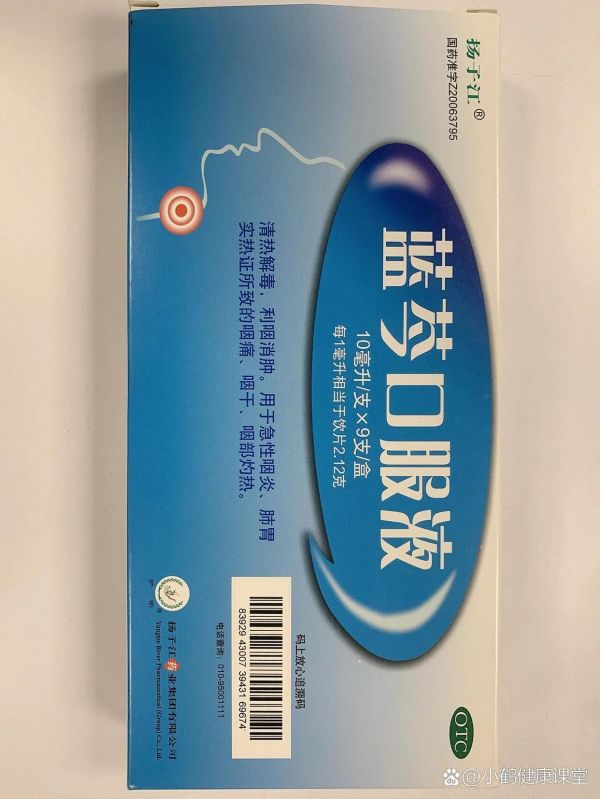 扬子江®
国药准字Z20063795
蓝芩口服液
10毫升/支×9支/盒
每1毫升相当于饮片2.12克
清热解毒，利咽消肿。用于急性咽炎、肺胃
实热证所致的咽痛、咽干、咽部灼热。
码上放心追溯码
83929 43007 39431 69674
电话查询：010-95001111
护佑
扬子江药业集团有限公司
Yangtze River Pharmaceutical (Group) Co., Ltd.
OTC
小鹤健康课堂